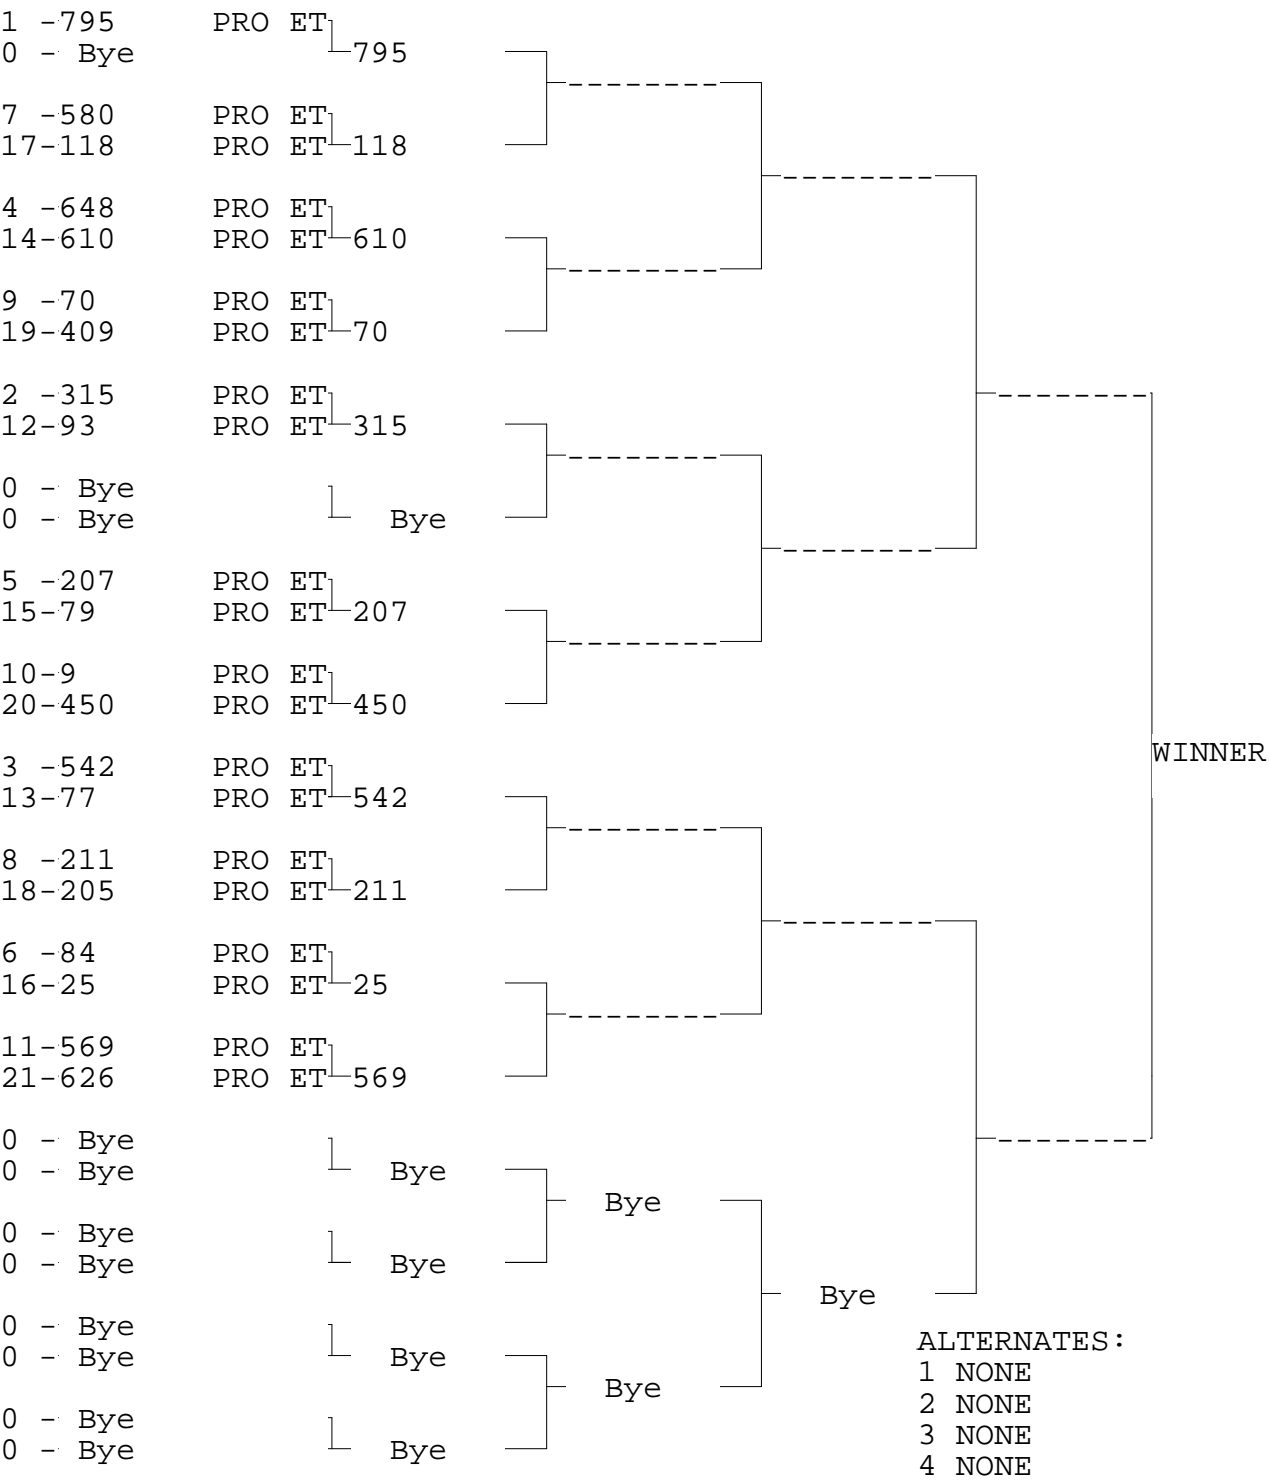 1 -795 PRO ET
0 - Bye 795
7 -580 PRO ET
17-118 PRO ET 118
4 -648 PRO ET
14-610 PRO ET 610
9 -70 PRO ET
19-409 PRO ET 70
2 -315 PRO ET
12-93 PRO ET 315
0 - Bye
0 - Bye Bye
5 -207 PRO ET
15-79 PRO ET 207
10-9 PRO ET
20-450 PRO ET 450
WINNER
3 -542 PRO ET
13-77 PRO ET 542
8 -211 PRO ET
18-205 PRO ET 211
6 -84 PRO ET
16-25 PRO ET 25
11-569 PRO ET
21-626 PRO ET 569
0 - Bye
0 - Bye Bye
Bye
0 - Bye
0 - Bye Bye
Bye
0 - Bye
0 - Bye Bye
Bye
0 - Bye
0 - Bye Bye
ALTERNATES:
1 NONE
2 NONE
3 NONE
4 NONE